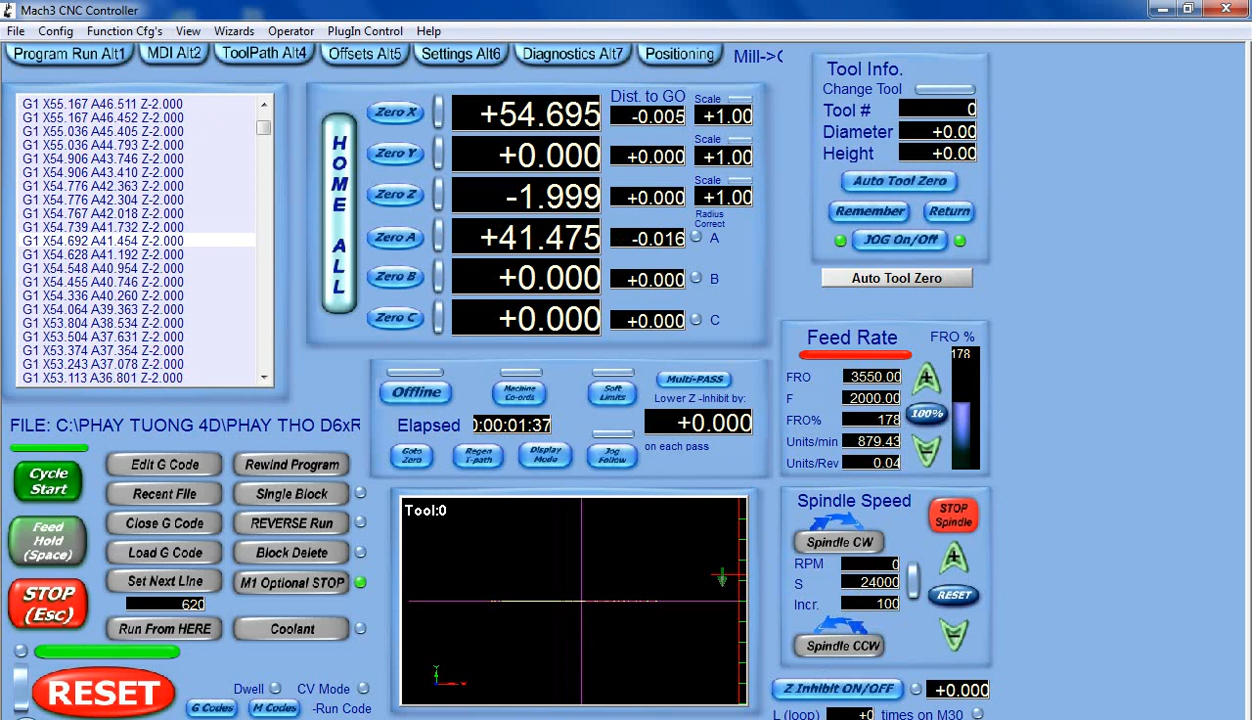 Mach3 CNC Controller
File Config Function Cfg's View Wizards Operator PlugIn Control Help
Program Run Alt1 MDI Alt2 ToolPath Alt4 Offsets Alt5 Settings Alt6 Diagnostics Alt7 Positioning Mill->
G1 X55.167 A46.511 Z-2.000
G1 X55.167 A46.452 Z-2.000
G1 X55.036 A45.405 Z-2.000
G1 X55.036 A44.793 Z-2.000
G1 X54.906 A43.746 Z-2.000
G1 X54.906 A43.410 Z-2.000
G1 X54.776 A42.363 Z-2.000
G1 X54.776 A42.304 Z-2.000
G1 X54.767 A42.018 Z-2.000
G1 X54.739 A41.732 Z-2.000
G1 X54.692 A41.454 Z-2.000
G1 X54.628 A41.192 Z-2.000
G1 X54.548 A40.954 Z-2.000
G1 X54.455 A40.746 Z-2.000
G1 X54.336 A40.260 Z-2.000
G1 X54.064 A39.363 Z-2.000
G1 X53.804 A38.534 Z-2.000
G1 X53.504 A37.631 Z-2.000
G1 X53.374 A37.354 Z-2.000
G1 X53.243 A37.078 Z-2.000
G1 X53.113 A36.801 Z-2.000
HOME ALL
Dist. to GO Scale
Zero X +54.695 -0.005 +1.00
Scale
Zero Y +0.000 +0.000 +1.00
Scale
Zero Z -1.999 +0.000 +1.00
Radius
Correct
Zero A +41.475 -0.016 A
Zero B +0.000 +0.000 B
Zero C +0.000 +0.000 C
Tool Info.
Change Tool
Tool # 0
Diameter +0.00
Height +0.00
Auto Tool Zero
Remember Return
JOG On/Off
Auto Tool Zero
Offline Machine Co-ords Soft Limits Multi-PASS
Lower Z -Inhibit by:
Elapsed 0:00:01:37 +0.000
on each pass
Goto Zero Regen T-path Display Mode Jog Follow
Feed Rate FRO %
178
FRO 3550.00
F 2000.00
FRO% 178 100%
Units/min 879.43
Units/Rev 0.04
FILE: C:\PHAY TUONG 4D\PHAY THO D6xR
Cycle Start
Feed Hold (Space)
STOP (Esc)
Edit G Code Rewind Program
Recent File Single Block
Close G Code REVERSE Run
Load G Code Block Delete
Set Next Line M1 Optional STOP
620
Run From HERE Coolant
RESET
Dwell CV Mode
G Codes M Codes -Run Code
Tool:0
Spindle Speed STOP Spindle
Spindle CW
RPM 0
S 24000 RESET
Incr. 100
Spindle CCW
Z Inhibit ON/OFF +0.000
L (loop) +0 times on M30